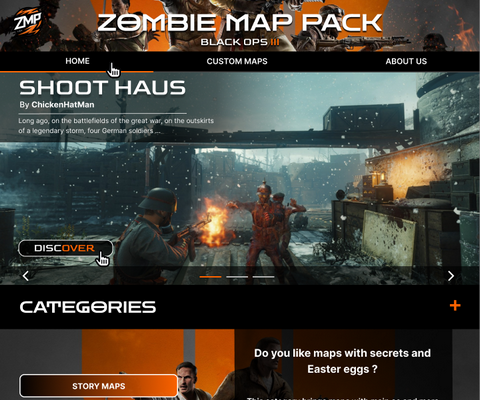 ZMP
ZOMBIE MAP PACK
BLACK OPS III
HOME
CUSTOM MAPS
ABOUT US
SHOOT HAUS
By ChickenHatMan
Long ago, on the battlefields of the great war, on the outskirts
of a legendary storm, four German soldiers ...
DISCOVER
CATEGORIES
+
Do you like maps with secrets and
Easter eggs ?
STORY MAPS